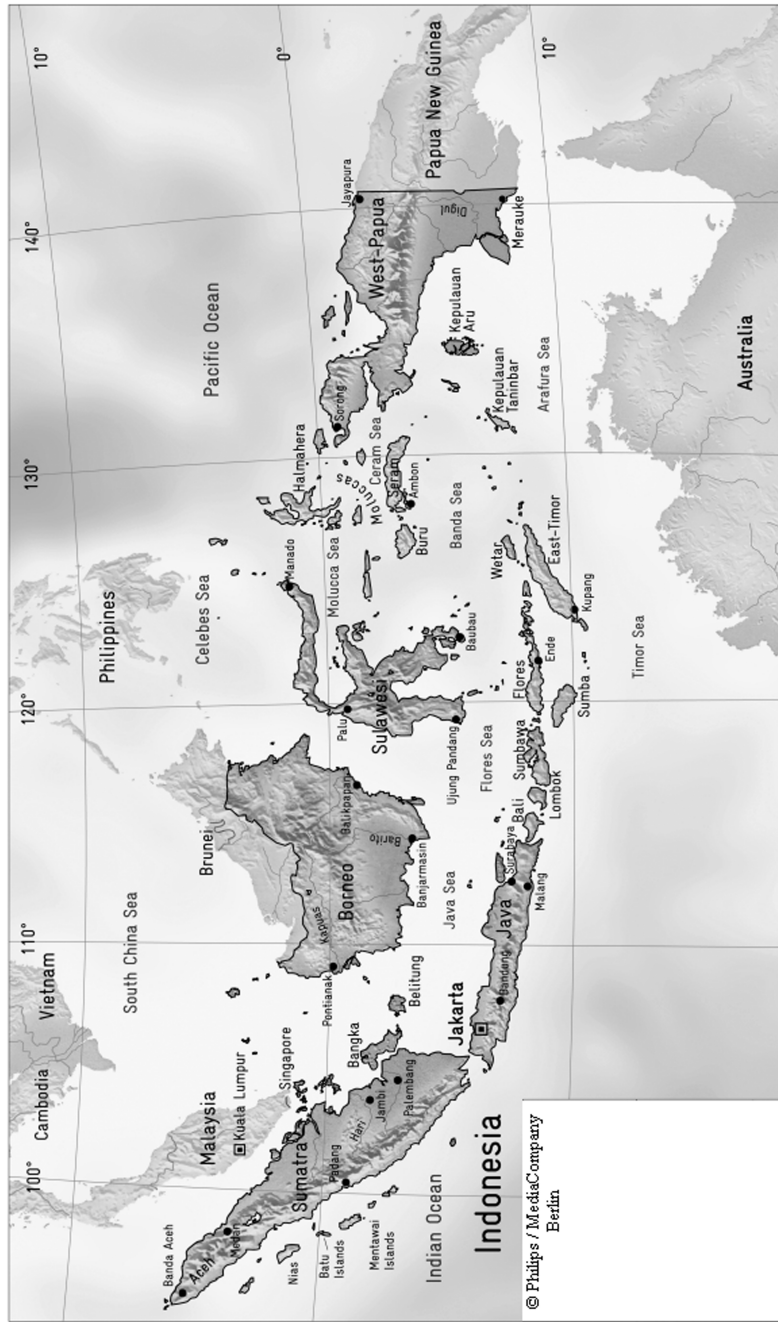 100°
110°
120°
130°
140°
10°
0°
10°
Cambodia
Vietnam
South China Sea
Philippines
Pacific Ocean
Malaysia
Kuala Lumpur
Singapore
Brunei
Celebes Sea
Banda Aceh
Aceh
Medan
Nias
Batu
Islands
Mentawai
Islands
Sumatra
Padang
Hari
Jambi
Palembang
Bangka
Belitung
Pontianak
Kapuas
Borneo
Barito
Balikpapan
Banjarmasin
Java Sea
Palu
Sulawesi
Ujung Pandang
Baubau
Manado
Molucca Sea
Halmahera
Moluccas
Ceram Sea
Seram
Ambon
Buru
Banda Sea
Sorong
West-Papua
Jayapura
Papua New Guinea
Digul
Merauke
Kepulauan
Aru
Kepulauan
Taninbar
Arafura Sea
Indian Ocean
Jakarta
Bandung
Java
Surabaya
Malang
Bali
Lombok
Sumbawa
Flores Sea
Flores
Ende
Sumba
Wetar
East-Timor
Kupang
Timor Sea
Australia
Indonesia
© Philips / MediaCompany
Berlin